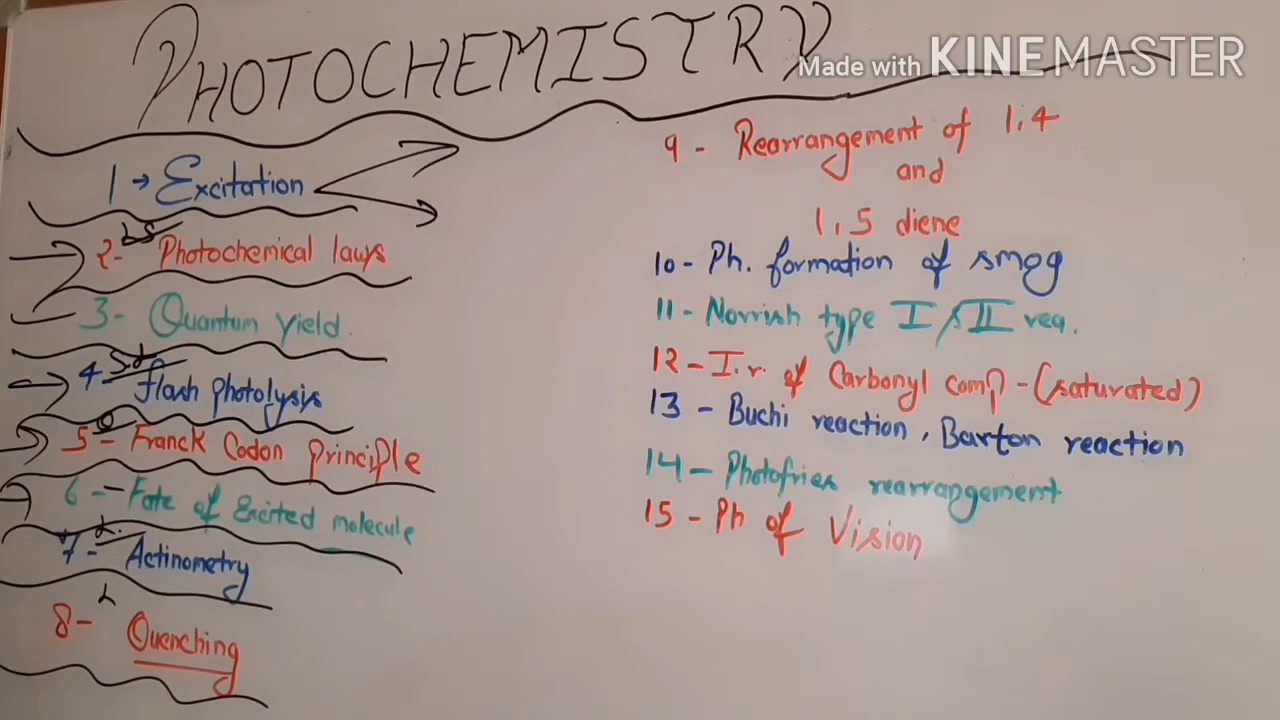 PHOTOCHEMISTRY
Made with KINEMASTER
1 → Excitation
2- Photochemical laws
3- Quantum Yield.
4- flash photolysis
5- Franck Codon principle
6- Fate of Excited molecule
7- Actinometry
8- Quenching
9 - Rearrangement of 1,4
and
1,5 diene
10 - Ph. formation of smog
11 - Norrish type I & II rea.
12 - I.r. of Carbonyl comp - (saturated)
13 - Buchi reaction, Barton reaction
14 - Photofries rearrangement
15 - Ph of Vision